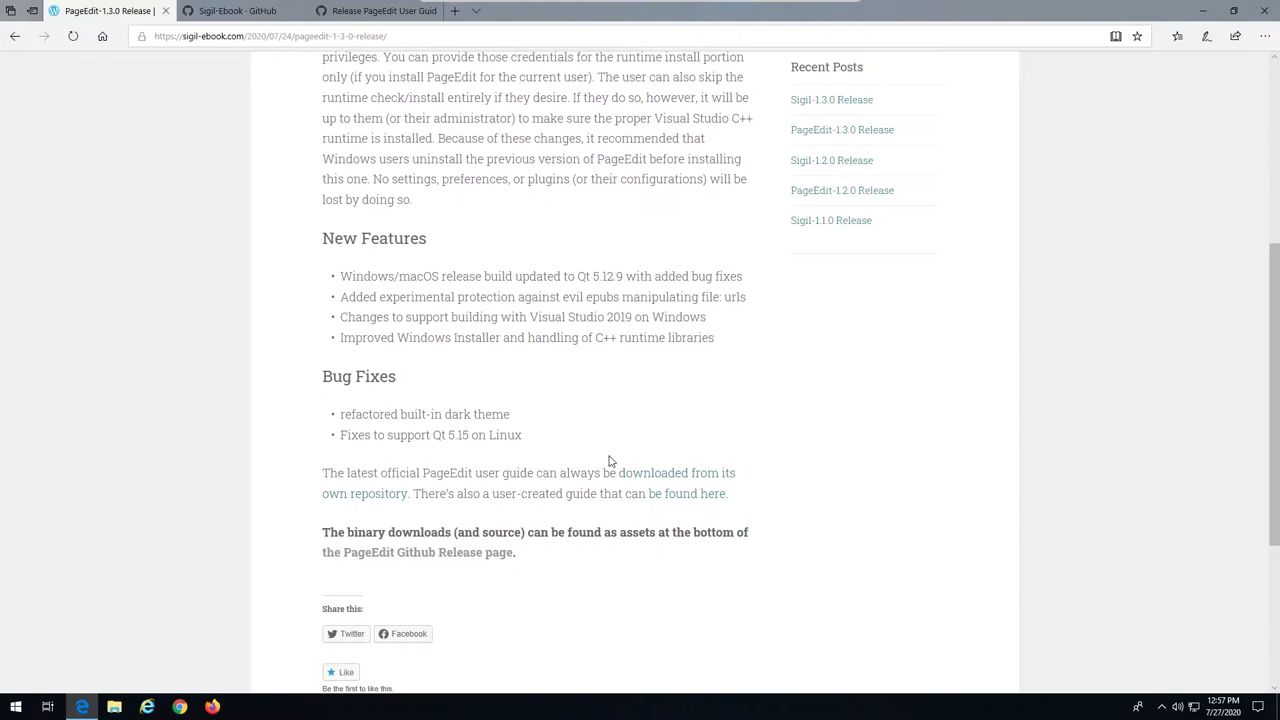 PageEdit-1.3.0 Release
Sigil-Ebook · GitHub
Release PageEdit User Guid
https://sigil-ebook.com/2020/07/24/pageedit-1-3-0-release/
privileges. You can provide those credentials for the runtime install portion
only (if you install PageEdit for the current user). The user can also skip the
runtime check/install entirely if they desire. If they do so, however, it will be
up to them (or their administrator) to make sure the proper Visual Studio C++
runtime is installed. Because of these changes, it recommended that
Windows users uninstall the previous version of PageEdit before installing
this one. No settings, preferences, or plugins (or their configurations) will be
lost by doing so.
New Features
• Windows/macOS release build updated to Qt 5.12.9 with added bug fixes
• Added experimental protection against evil epubs manipulating file: urls
• Changes to support building with Visual Studio 2019 on Windows
• Improved Windows Installer and handling of C++ runtime libraries
Bug Fixes
• refactored built-in dark theme
• Fixes to support Qt 5.15 on Linux
The latest official PageEdit user guide can always be downloaded from its
own repository. There's also a user-created guide that can be found here.
The binary downloads (and source) can be found as assets at the bottom of
the PageEdit Github Release page.
Share this:
Twitter
Facebook
Like
Be the first to like this.
Recent Posts
Sigil-1.3.0 Release
PageEdit-1.3.0 Release
Sigil-1.2.0 Release
PageEdit-1.2.0 Release
Sigil-1.1.0 Release
12:57 PM
7/27/2020